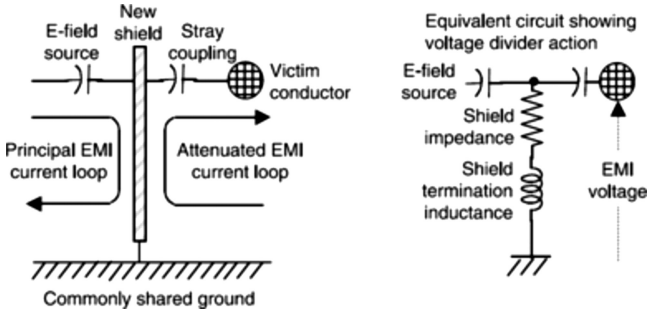 E-field
source
New
shield
Stray
coupling
Victim
conductor
Principal EMI
current loop
Attenuated EMI
current loop
Commonly shared ground
Equivalent circuit showing
voltage divider action
E-field
source
Shield
impedance
Shield
termination
inductance
EMI
voltage